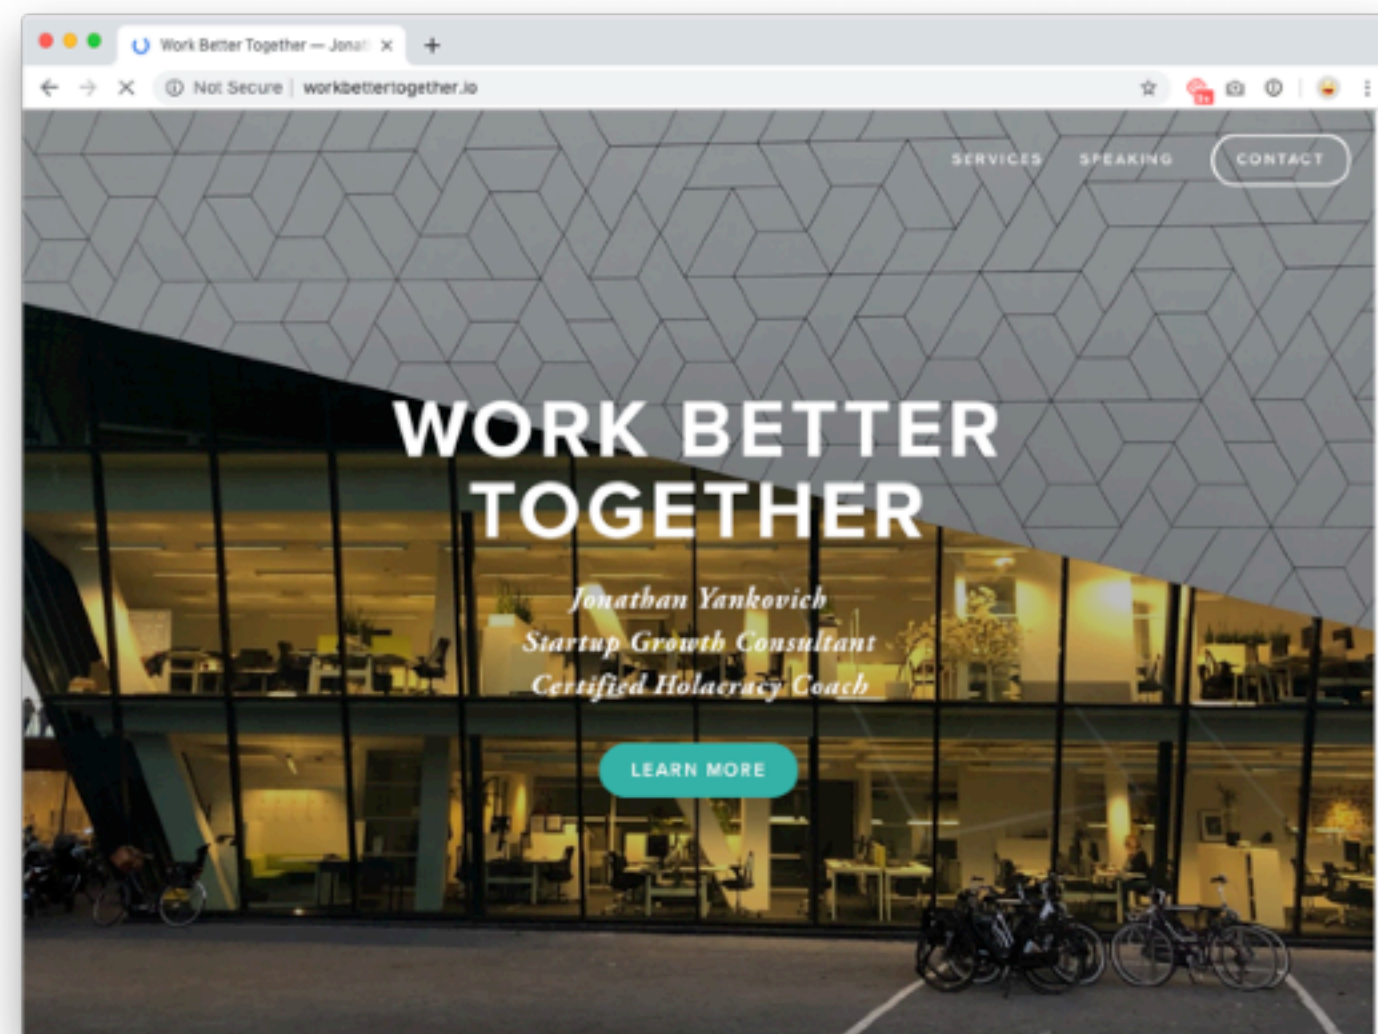 Work Better Together — Jonat
Not Secure | workbettertogether.io
SERVICES SPEAKING CONTACT
WORK BETTER
TOGETHER
Jonathan Yankovich
Startup Growth Consultant
Certified Holacracy Coach
LEARN MORE